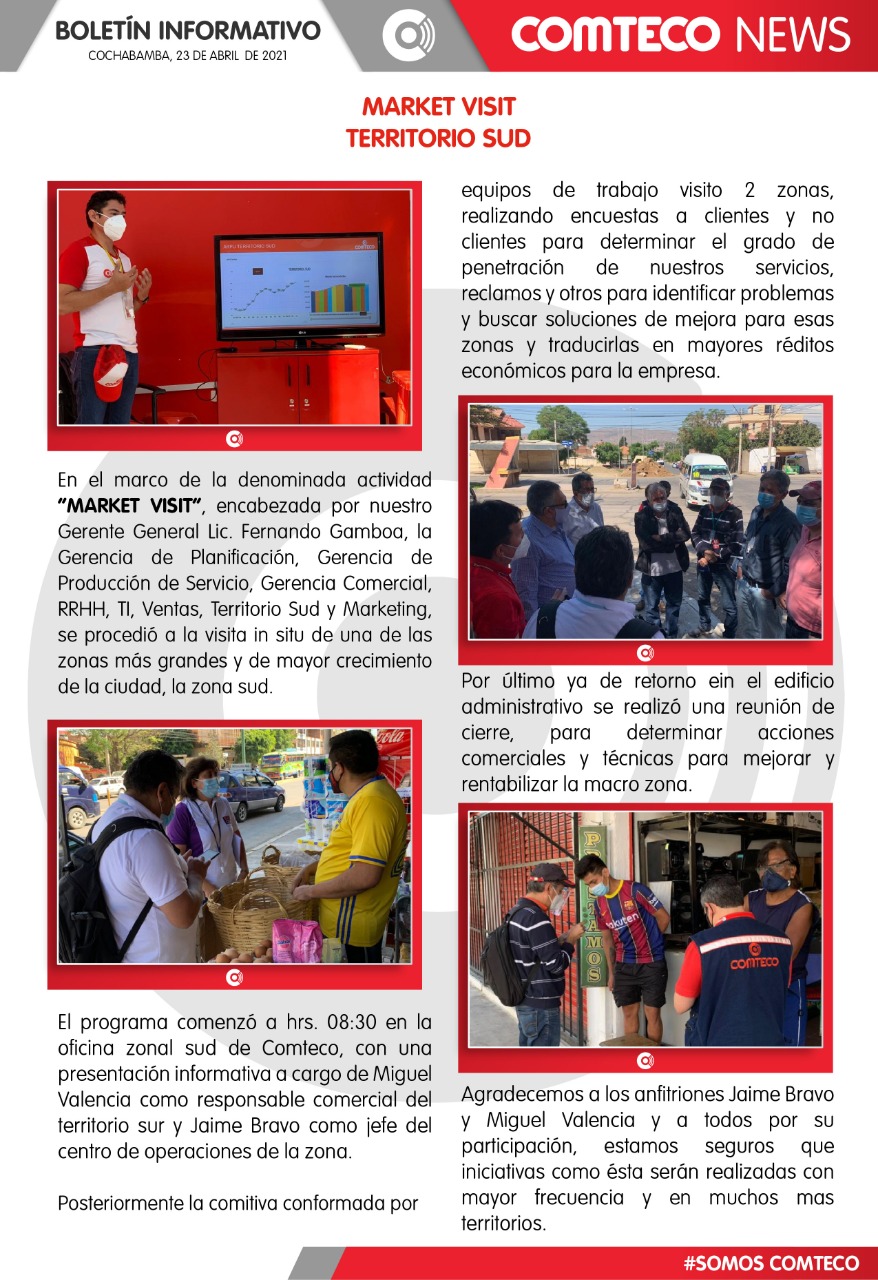 BOLETÍN INFORMATIVO
COCHABAMBA, 23 DE ABRIL DE 2021
COMTECO NEWS
MARKET VISIT
TERRITORIO SUD
COMTECO
En el marco de la denominada actividad
"MARKET VISIT", encabezada por nuestro
Gerente General Lic. Fernando Gamboa, la
Gerencia de Planificación, Gerencia de
Producción de Servicio, Gerencia Comercial,
RRHH, TI, Ventas, Territorio Sud y Marketing,
se procedió a la visita in situ de una de las
zonas más grandes y de mayor crecimiento
de la ciudad, la zona sud.
El programa comenzó a hrs. 08:30 en la
oficina zonal sud de Comteco, con una
presentación informativa a cargo de Miguel
Valencia como responsable comercial del
territorio sur y Jaime Bravo como jefe del
centro de operaciones de la zona.
Posteriormente la comitiva conformada por
equipos de trabajo visito 2 zonas,
realizando encuestas a clientes y no
clientes para determinar el grado de
penetración de nuestros servicios,
reclamos y otros para identificar problemas
y buscar soluciones de mejora para esas
zonas y traducirlas en mayores réditos
económicos para la empresa.
Por último ya de retorno ein el edificio
administrativo se realizó una reunión de
cierre, para determinar acciones
comerciales y técnicas para mejorar y
rentabilizar la macro zona.
Rakuten
COMTECO
Agradecemos a los anfitriones Jaime Bravo
y Miguel Valencia y a todos por su
participación, estamos seguros que
iniciativas como ésta serán realizadas con
mayor frecuencia y en muchos mas
territorios.
#SOMOS COMTECO